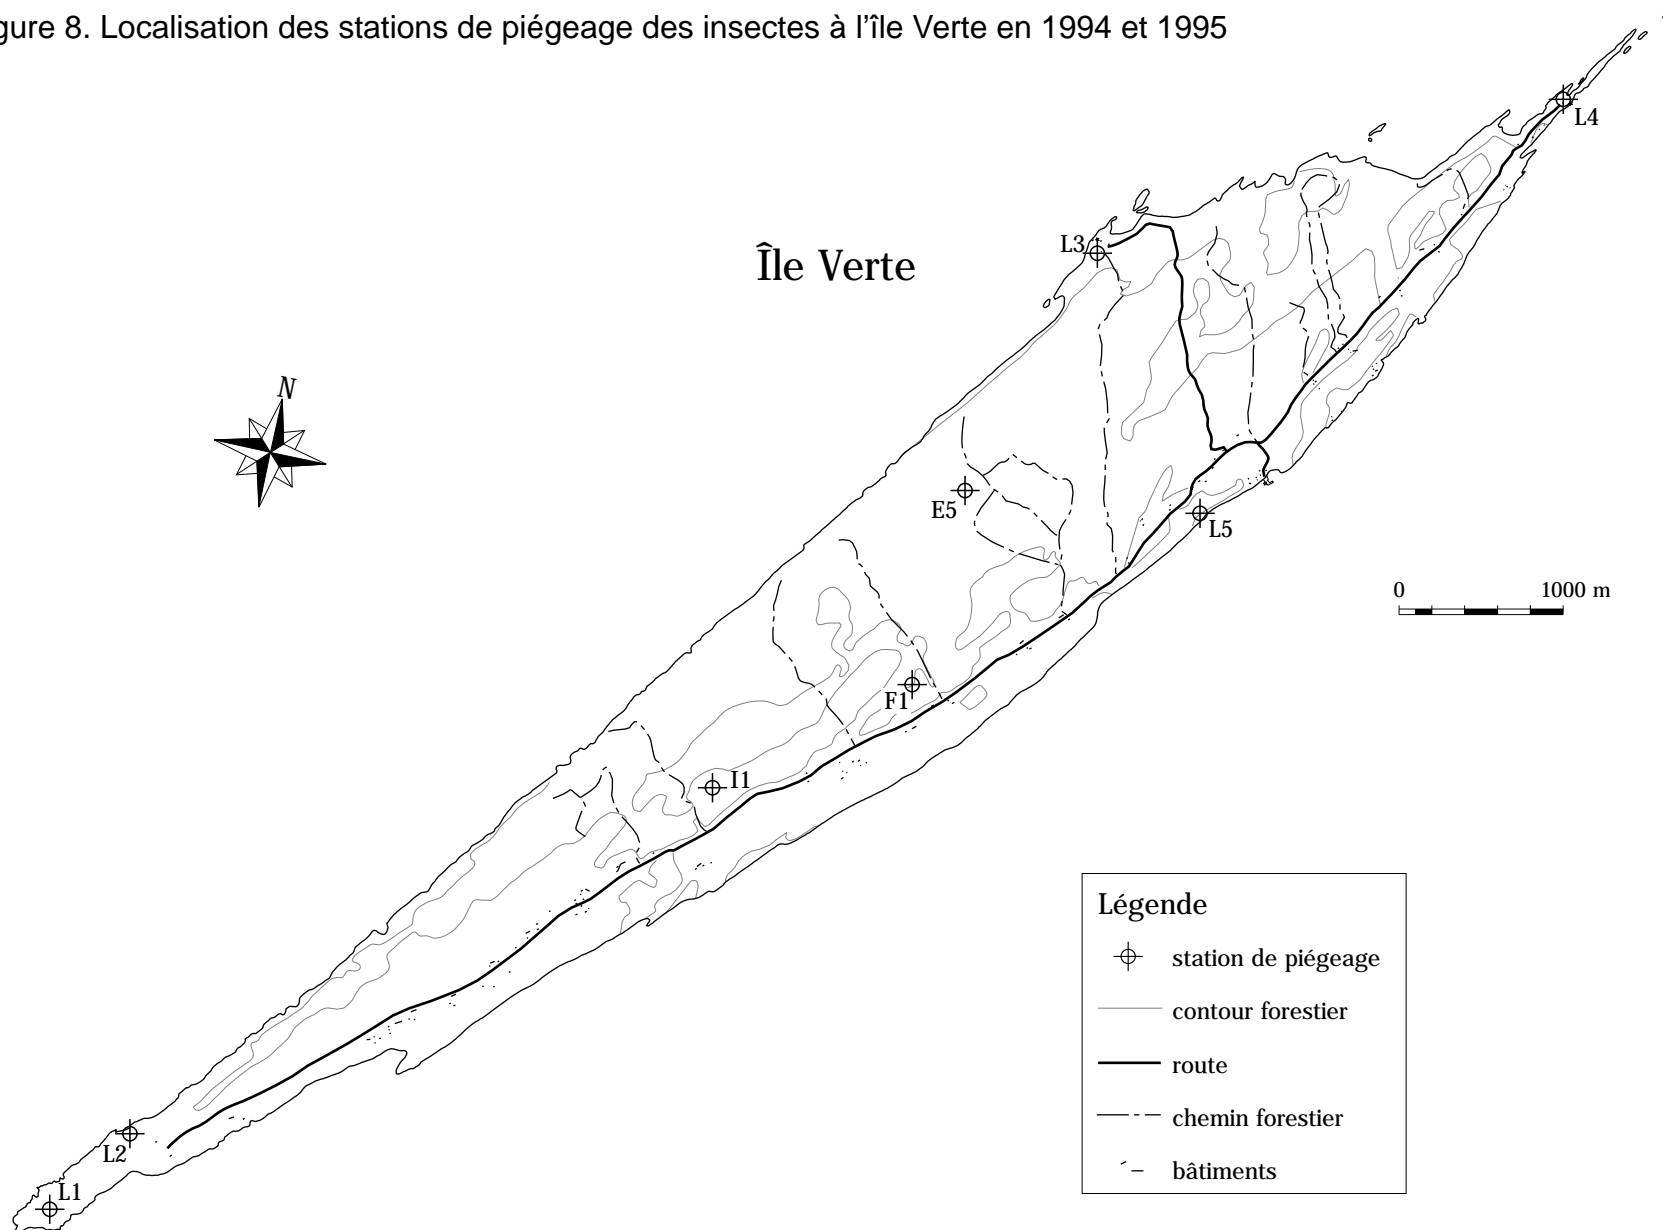 gure 8. Localisation des stations de piégeage des insectes à l'île Verte en 1994 et 1995
L4
L3
Île Verte
N
E5
L5
0 1000 m
F1
I1
Légende
station de piégeage
contour forestier
route
chemin forestier
bâtiments
L2
L1